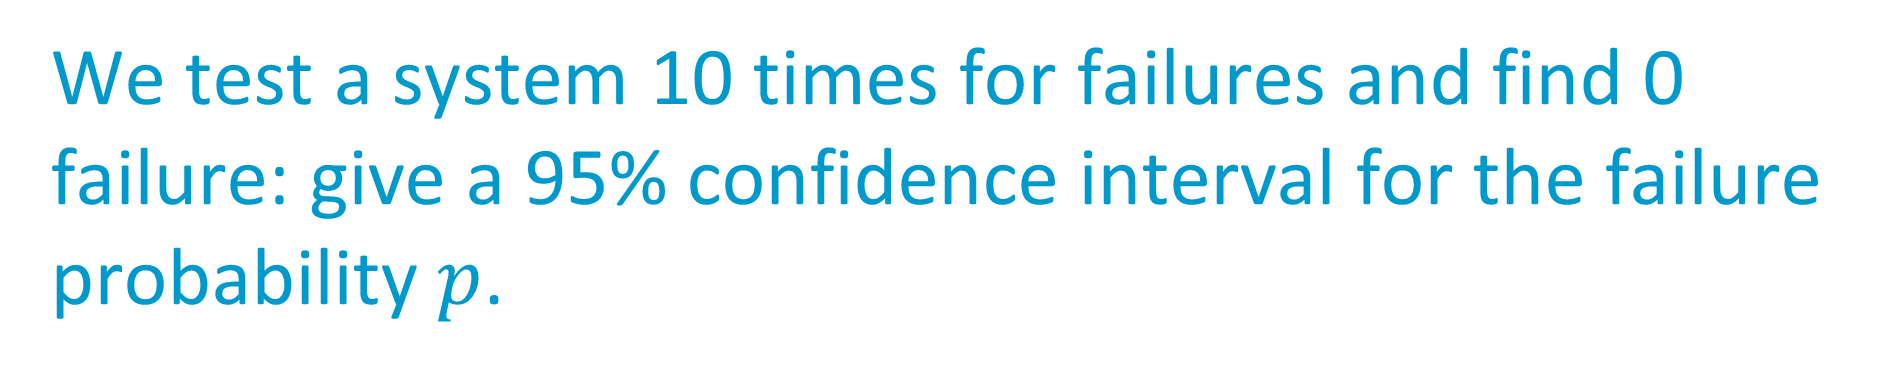 We test a system 10 times for failures and find 0
failure: give a 95% confidence interval for the failure
probability p.